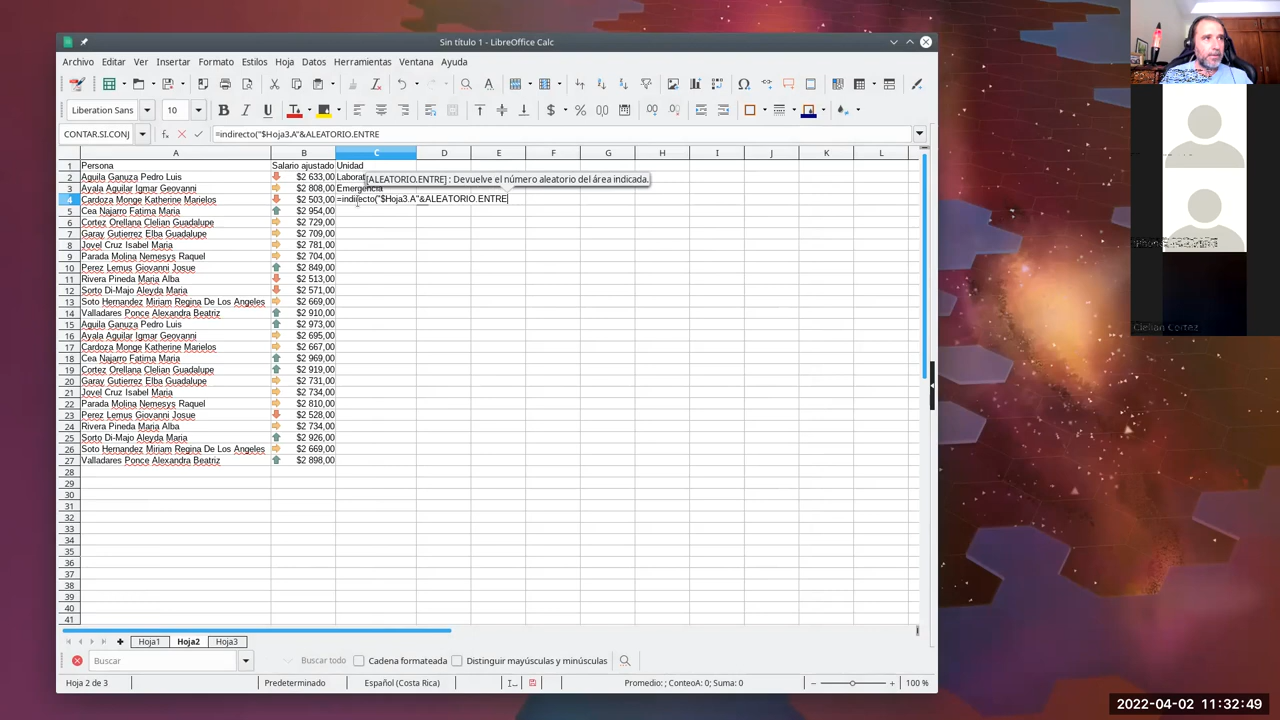 Sin título 1 - LibreOffice Calc
Archivo Editar Ver Insertar Formato Estilos Hoja Datos Herramientas Ventana Ayuda
Liberation Sans 10
CONTAR.SI.CONJ =indirecto("$Hoja3.A"&ALEATORIO.ENTRE
A B C D E F G H I J K L
1 Persona Salario ajustado Unidad
2 Aguila Ganuza Pedro Luis $2 633,00 Laborat
[ALEATORIO.ENTRE] : Devuelve el número aleatorio del área indicada.
3 Ayala Aguilar Igmar Geovanni $2 808,00 Emergencia
4 Cardoza Monge Katherine Marielos $2 503,00 =indirecto("$Hoja3.A"&ALEATORIO.ENTRE
5 Cea Najarro Fatima Maria $2 954,00
6 Cortez Orellana Clelian Guadalupe $2 729,00
7 Garay Gutierrez Elba Guadalupe $2 709,00
8 Jovel Cruz Isabel Maria $2 781,00
9 Parada Molina Nemesys Raquel $2 704,00
10 Perez Lemus Giovanni Josue $2 849,00
11 Rivera Pineda Maria Alba $2 513,00
12 Sorto Di-Majo Aleyda Maria $2 571,00
13 Soto Hernandez Miriam Regina De Los Angeles $2 669,00
14 Valladares Ponce Alexandra Beatriz $2 910,00
15 Aguila Ganuza Pedro Luis $2 973,00
16 Ayala Aguilar Igmar Geovanni $2 695,00
17 Cardoza Monge Katherine Marielos $2 667,00
18 Cea Najarro Fatima Maria $2 969,00
19 Cortez Orellana Clelian Guadalupe $2 919,00
20 Garay Gutierrez Elba Guadalupe $2 731,00
21 Jovel Cruz Isabel Maria $2 734,00
22 Parada Molina Nemesys Raquel $2 810,00
23 Perez Lemus Giovanni Josue $2 528,00
24 Rivera Pineda Maria Alba $2 734,00
25 Sorto Di-Majo Aleyda Maria $2 926,00
26 Soto Hernandez Miriam Regina De Los Angeles $2 669,00
27 Valladares Ponce Alexandra Beatriz $2 898,00
28
29
30
31
32
33
34
35
36
37
38
39
40
41
Hoja1 Hoja2 Hoja3
Buscar Buscar todo Cadena formateada Distinguir mayúsculas y minúsculas
Hoja 2 de 3 Predeterminado Español (Costa Rica) Promedio: ; ConteoA: 0; Suma: 0 100 %
Clelian Cortez
2022-04-02 11:32:49